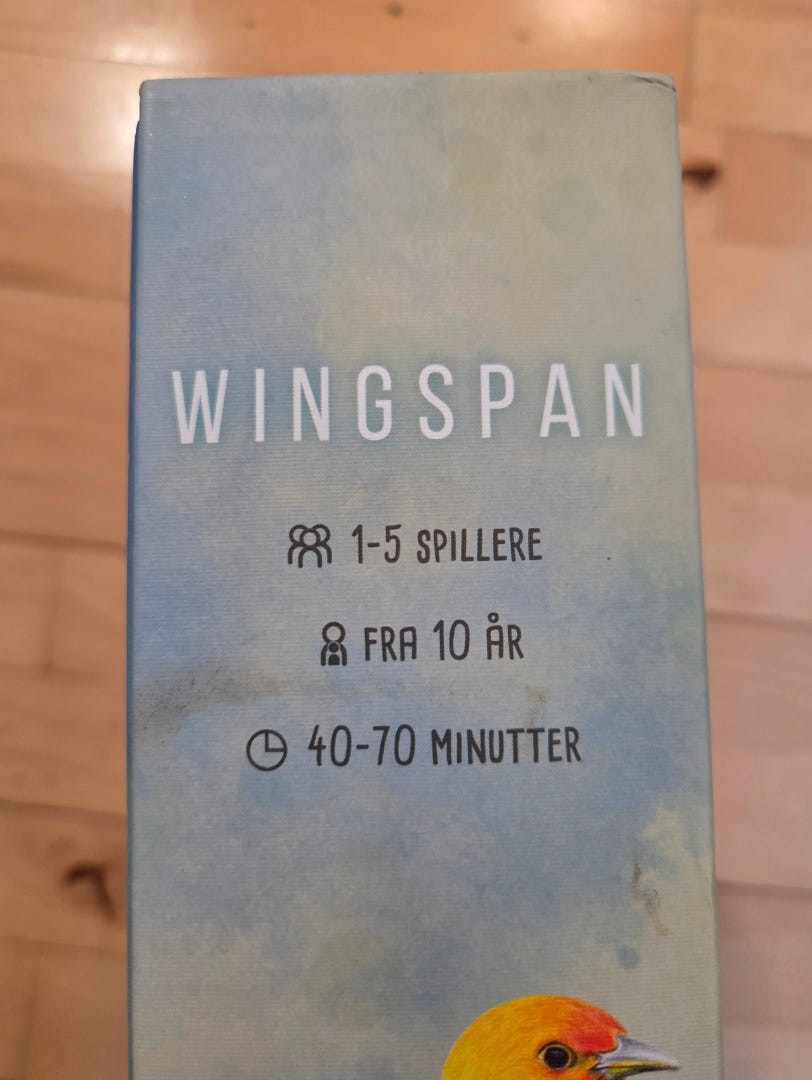 WINGSPAN
1-5 SPILLERE
FRA 10 ÅR
40-70 MINUTTER